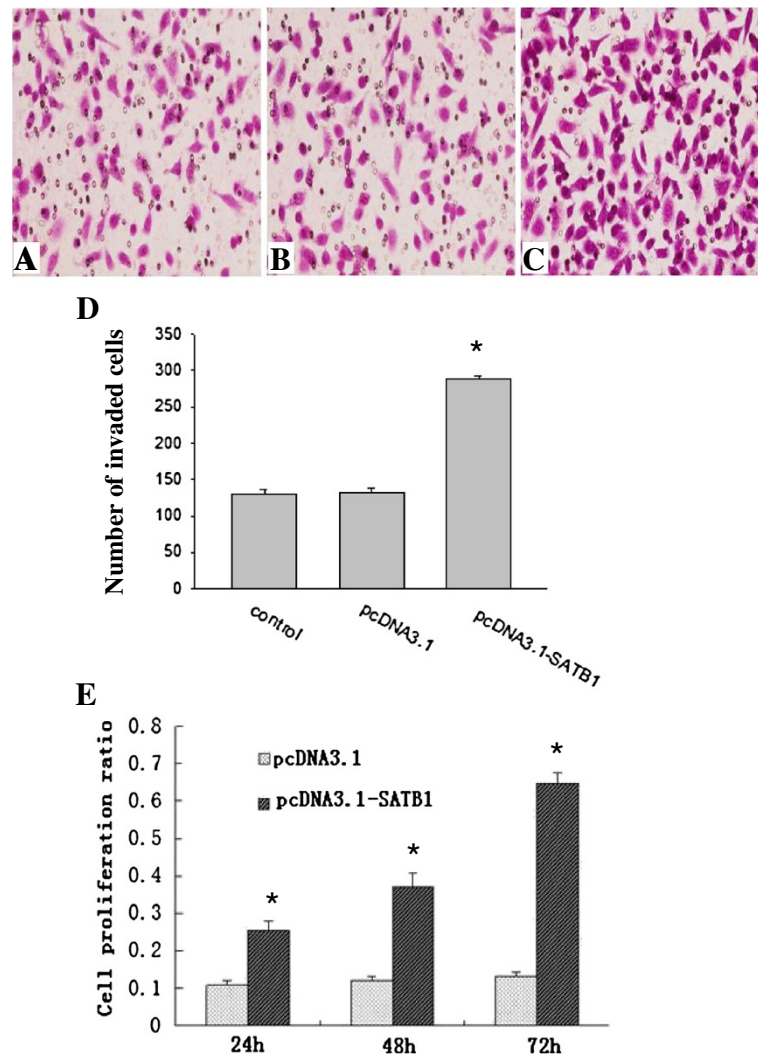 A
B
C
D
Number of invaded cells
350
300
250
200
150
100
50
0
*
control
pcDNA3.1
pcDNA3.1-SATB1
E
Cell proliferation ratio
0.8
0.7
0.6
0.5
0.4
0.3
0.2
0.1
0
pcDNA3.1
pcDNA3.1-SATB1
*
*
*
24h
48h
72h